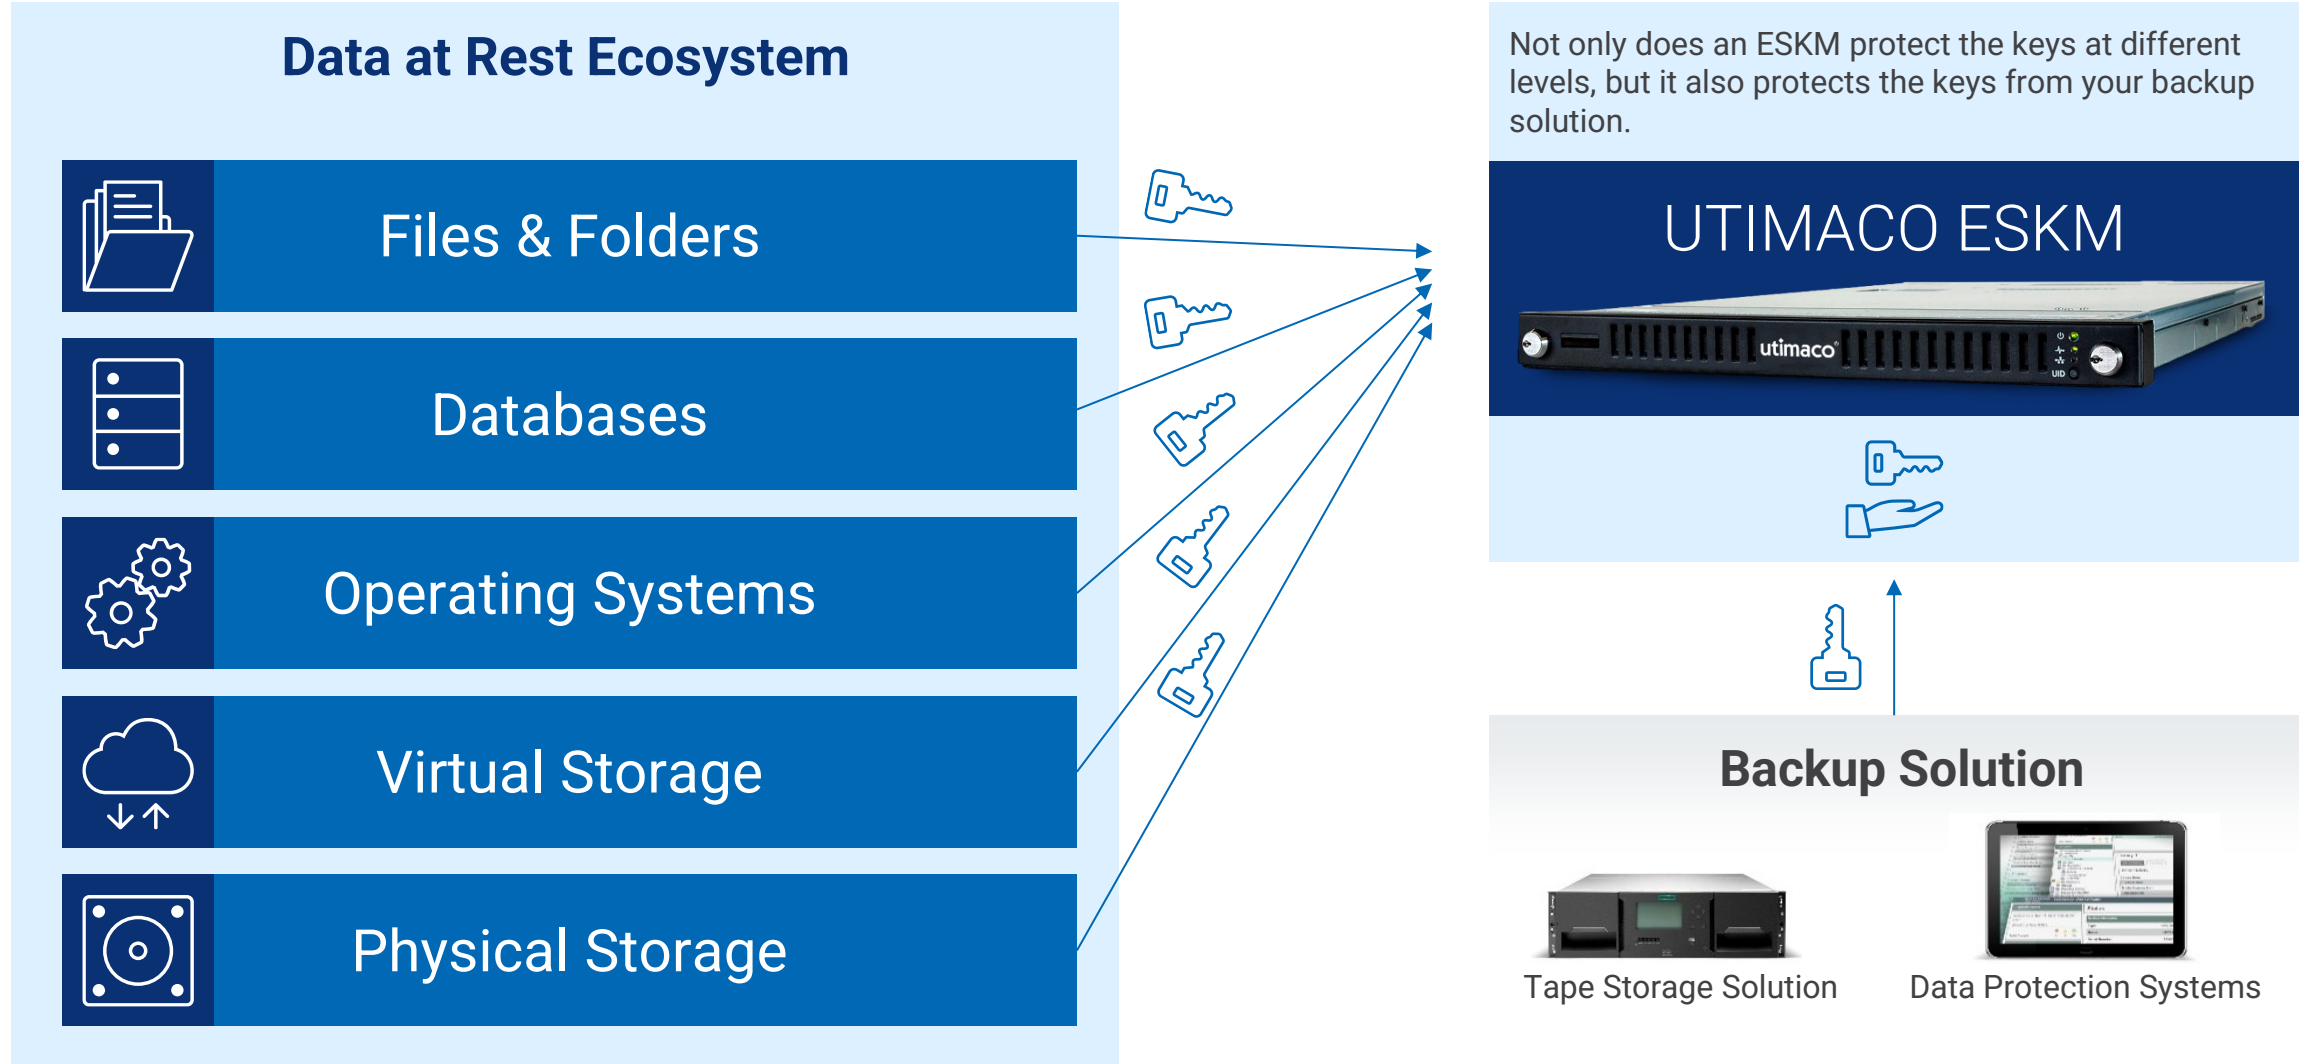 Data at Rest Ecosystem
Files & Folders
Databases
Operating Systems
Virtual Storage
Physical Storage
Not only does an ESKM protect the keys at different
levels, but it also protects the keys from your backup
solution.
UTIMACO ESKM
utimaco®
UID
Backup Solution
Tape Storage Solution
Data Protection Systems